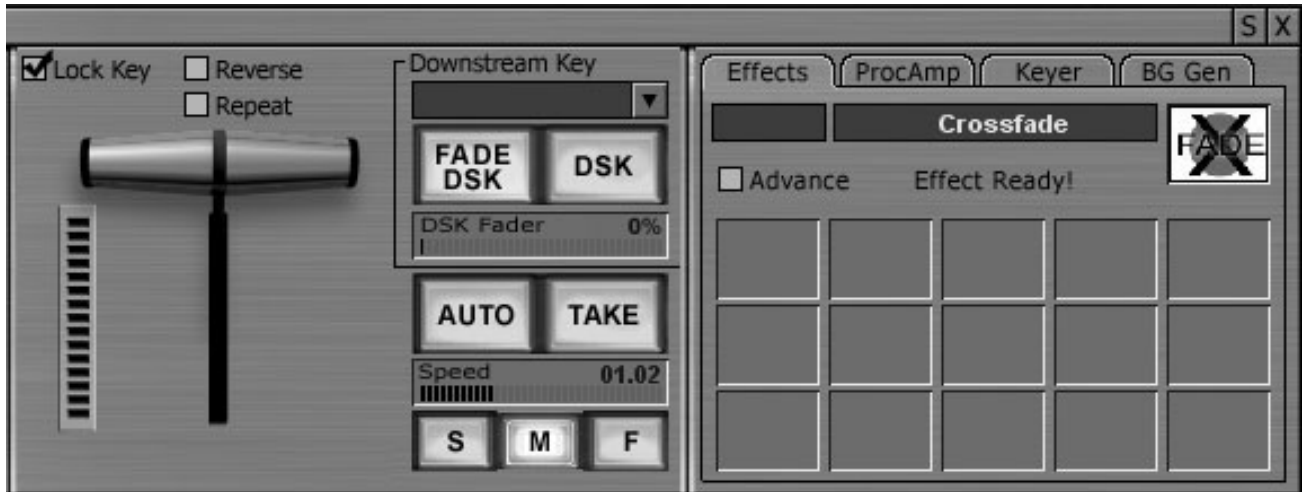 S X
Lock Key
Reverse
Repeat
Downstream Key
FADE
DSK
DSK
DSK Fader 0%
AUTO
TAKE
Speed 01.02
S
M
F
Effects
ProcAmp
Keyer
BG Gen
Crossfade
FADE
Advance
Effect Ready!